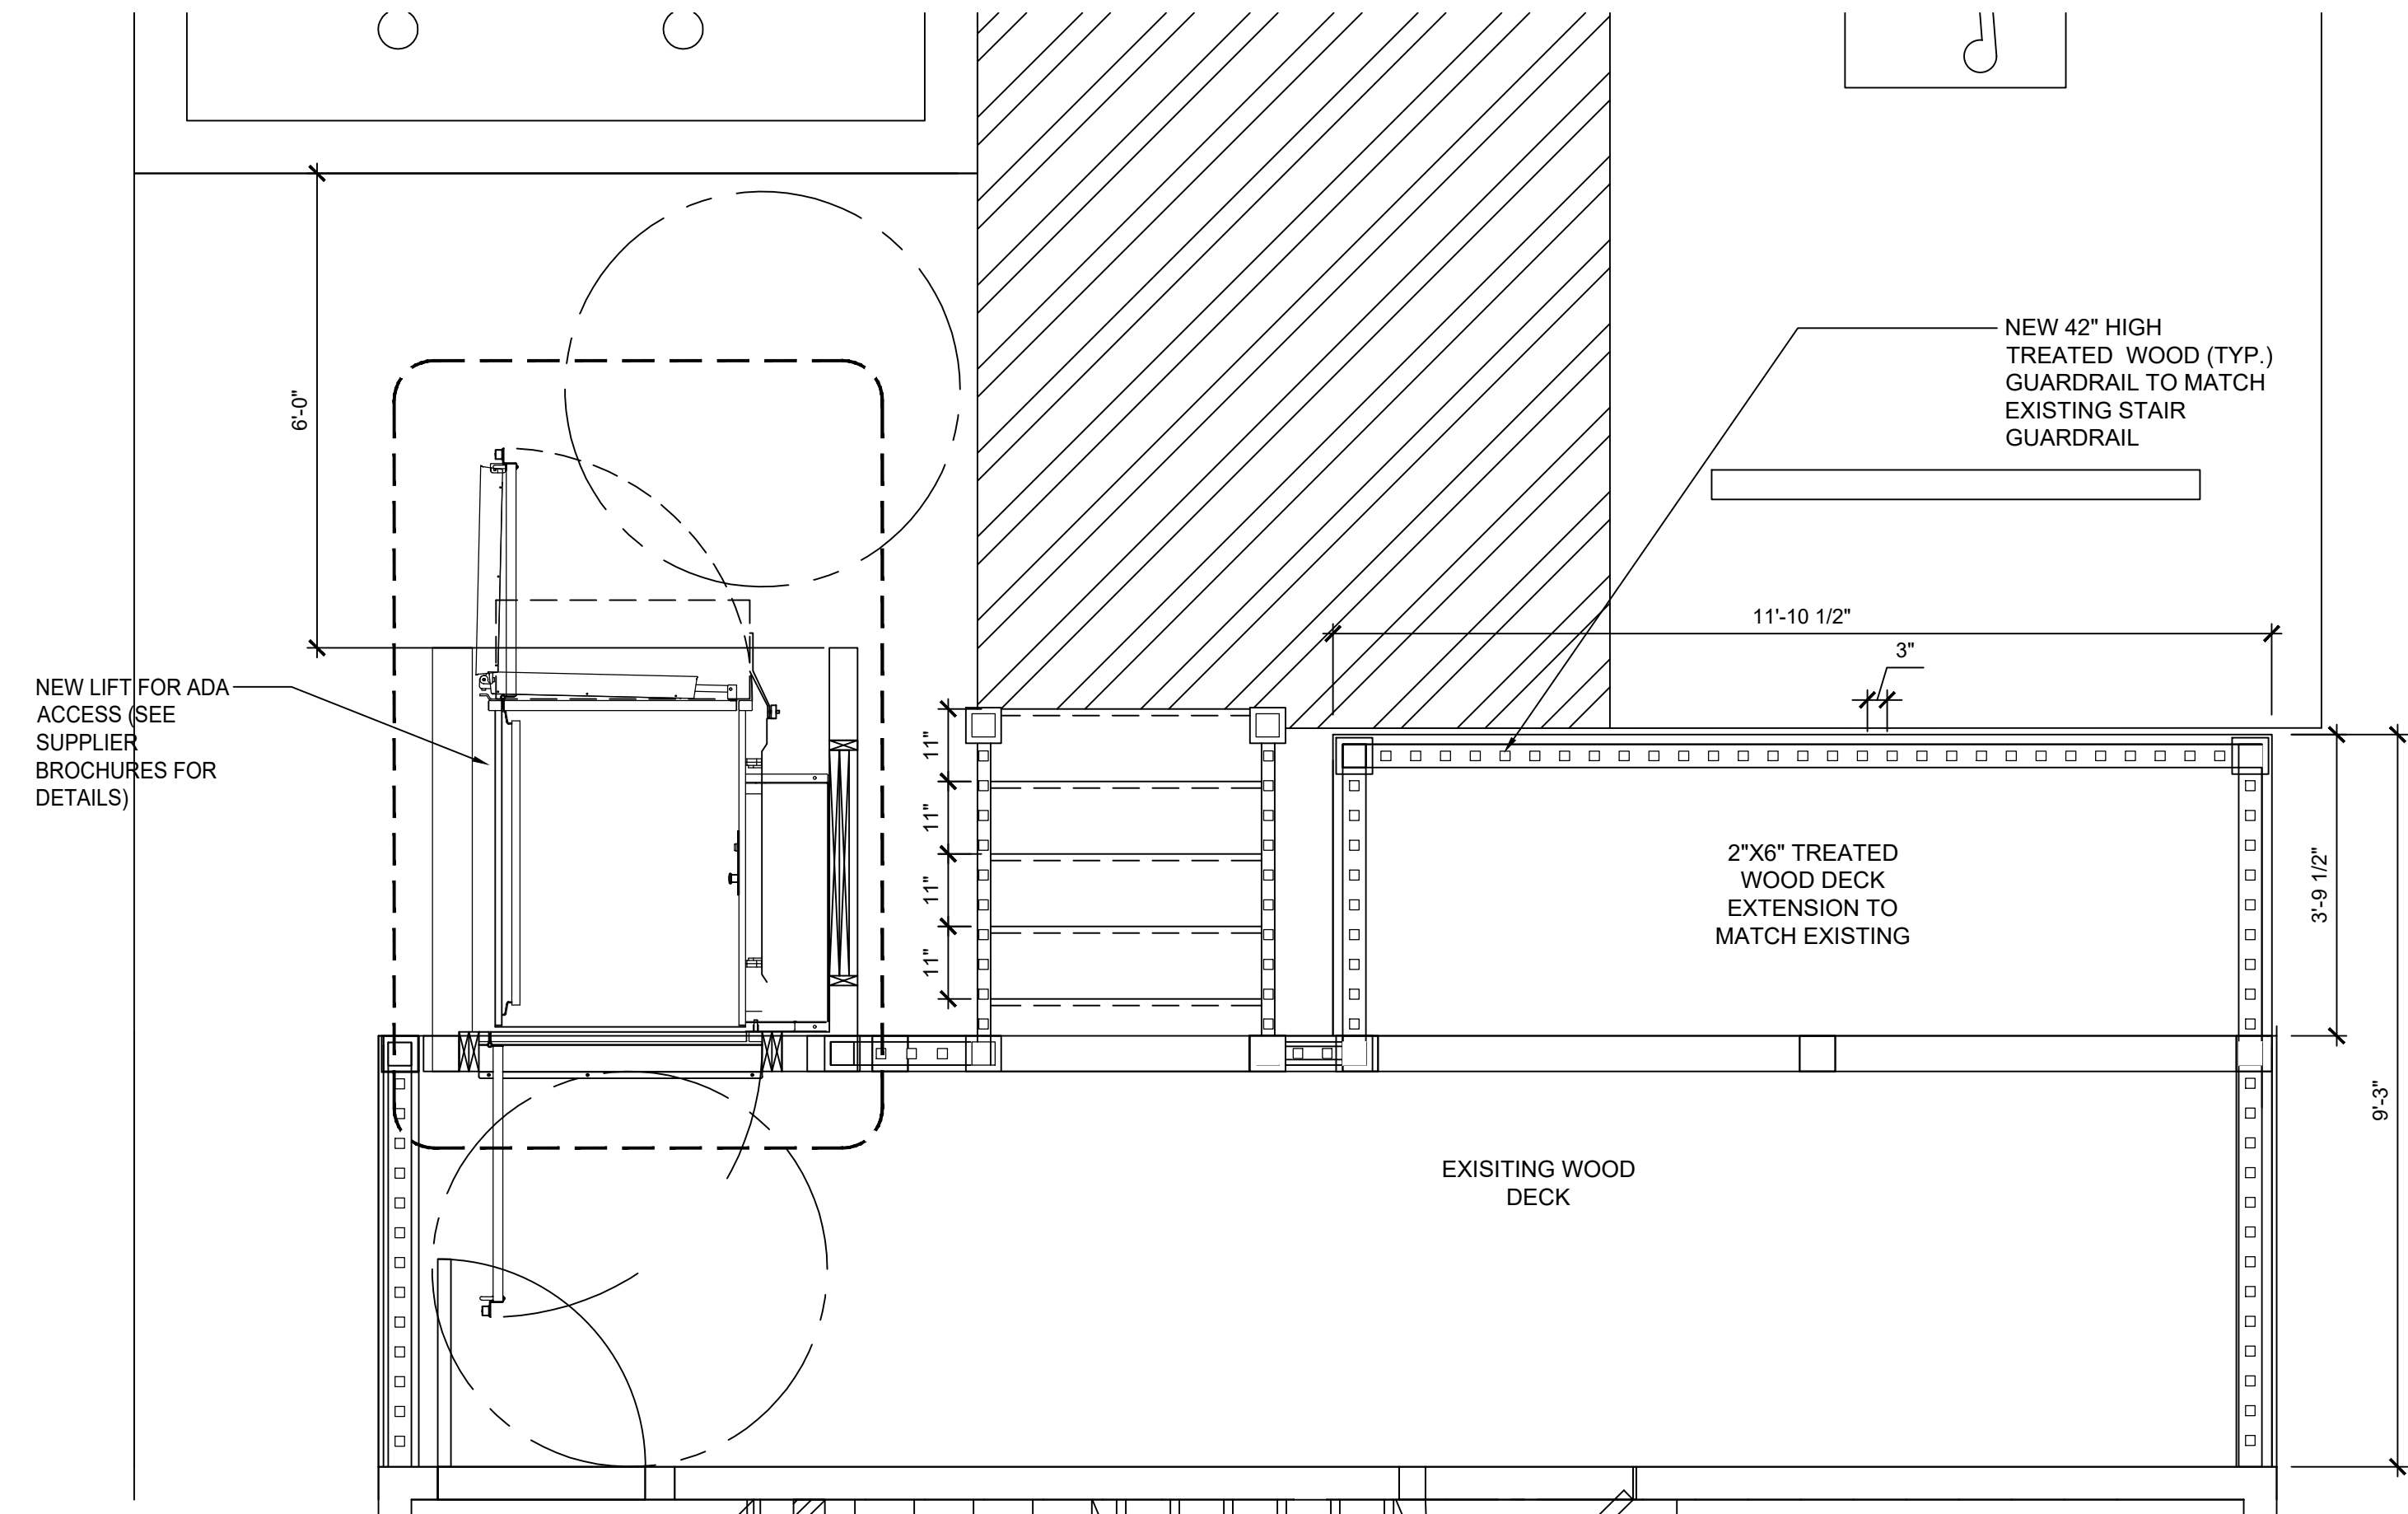 NEW 42" HIGH
TREATED WOOD (TYP.)
GUARDRAIL TO MATCH
EXISTING STAIR
GUARDRAIL
6'-0"
11'-10 1/2"
3"
NEW LIFT FOR ADA
ACCESS (SEE
SUPPLIER
BROCHURES FOR
DETAILS)
11"
11"
11"
11"
2"X6" TREATED
WOOD DECK
EXTENSION TO
MATCH EXISTING
3'-9 1/2"
9'-3"
EXISITING WOOD
DECK